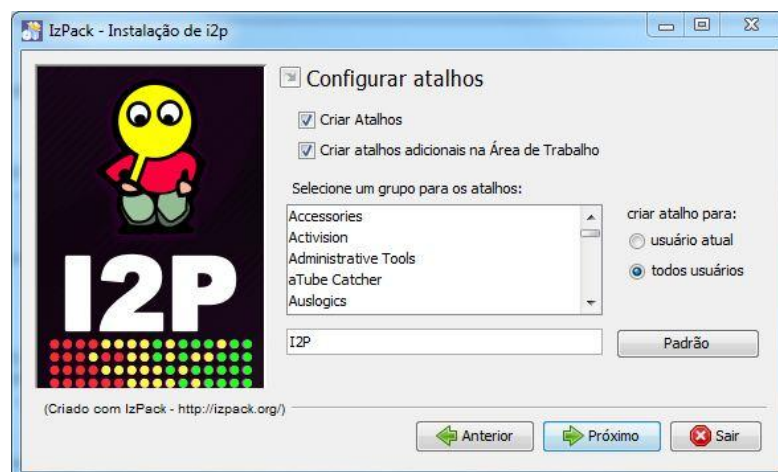 IzPack - Instalação de i2p
Configurar atalhos
Criar Atalhos
Criar atalhos adicionais na Área de Trabalho
Selecione um grupo para os atalhos:
Accessories
Activision
Administrative Tools
aTube Catcher
Auslogics
criar atalho para:
usuário atual
todos usuários
I2P
I2P
Padrão
(Criado com IzPack - http://izpack.org/)
Anterior
Próximo
Sair